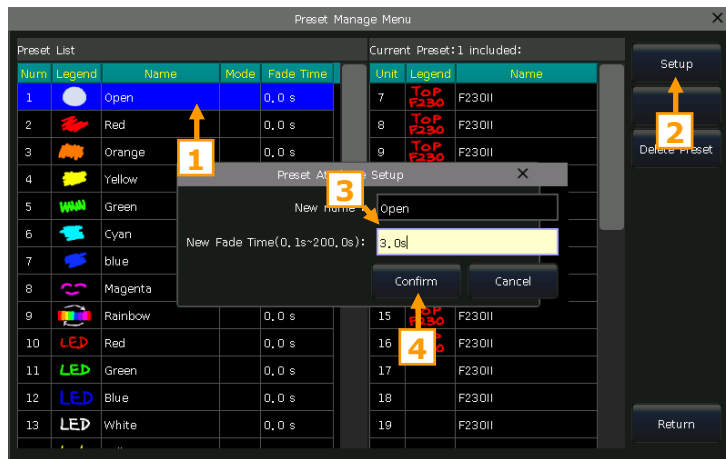 Preset Manage Menu
Preset List
Current Preset:1 included:
Num Legend Name Mode Fade Time
Unit Legend Name
Setup
1 Open 0.0 s
7 TOP F230 F230II
2 Red 0.0 s
8 TOP F230 F230II
2
3 Orange 0.0 s
9 TOP F230 F230II
Delete Preset
1
4 Yellow
Preset Setup
3
5 Green
New :
Open
6 Cyan
New Fade Time(0.1s~200.0s):
3.0s
7 blue
8 Magenta
Confirm
Cancel
9 Rainbow 0.0 s
15 F230II
10 LED Red 0.0 s
16 F230II
4
11 LED Green 0.0 s
17 F230II
12 LED Blue 0.0 s
18 F230II
13 LED White 0.0 s
19 F230II
Return